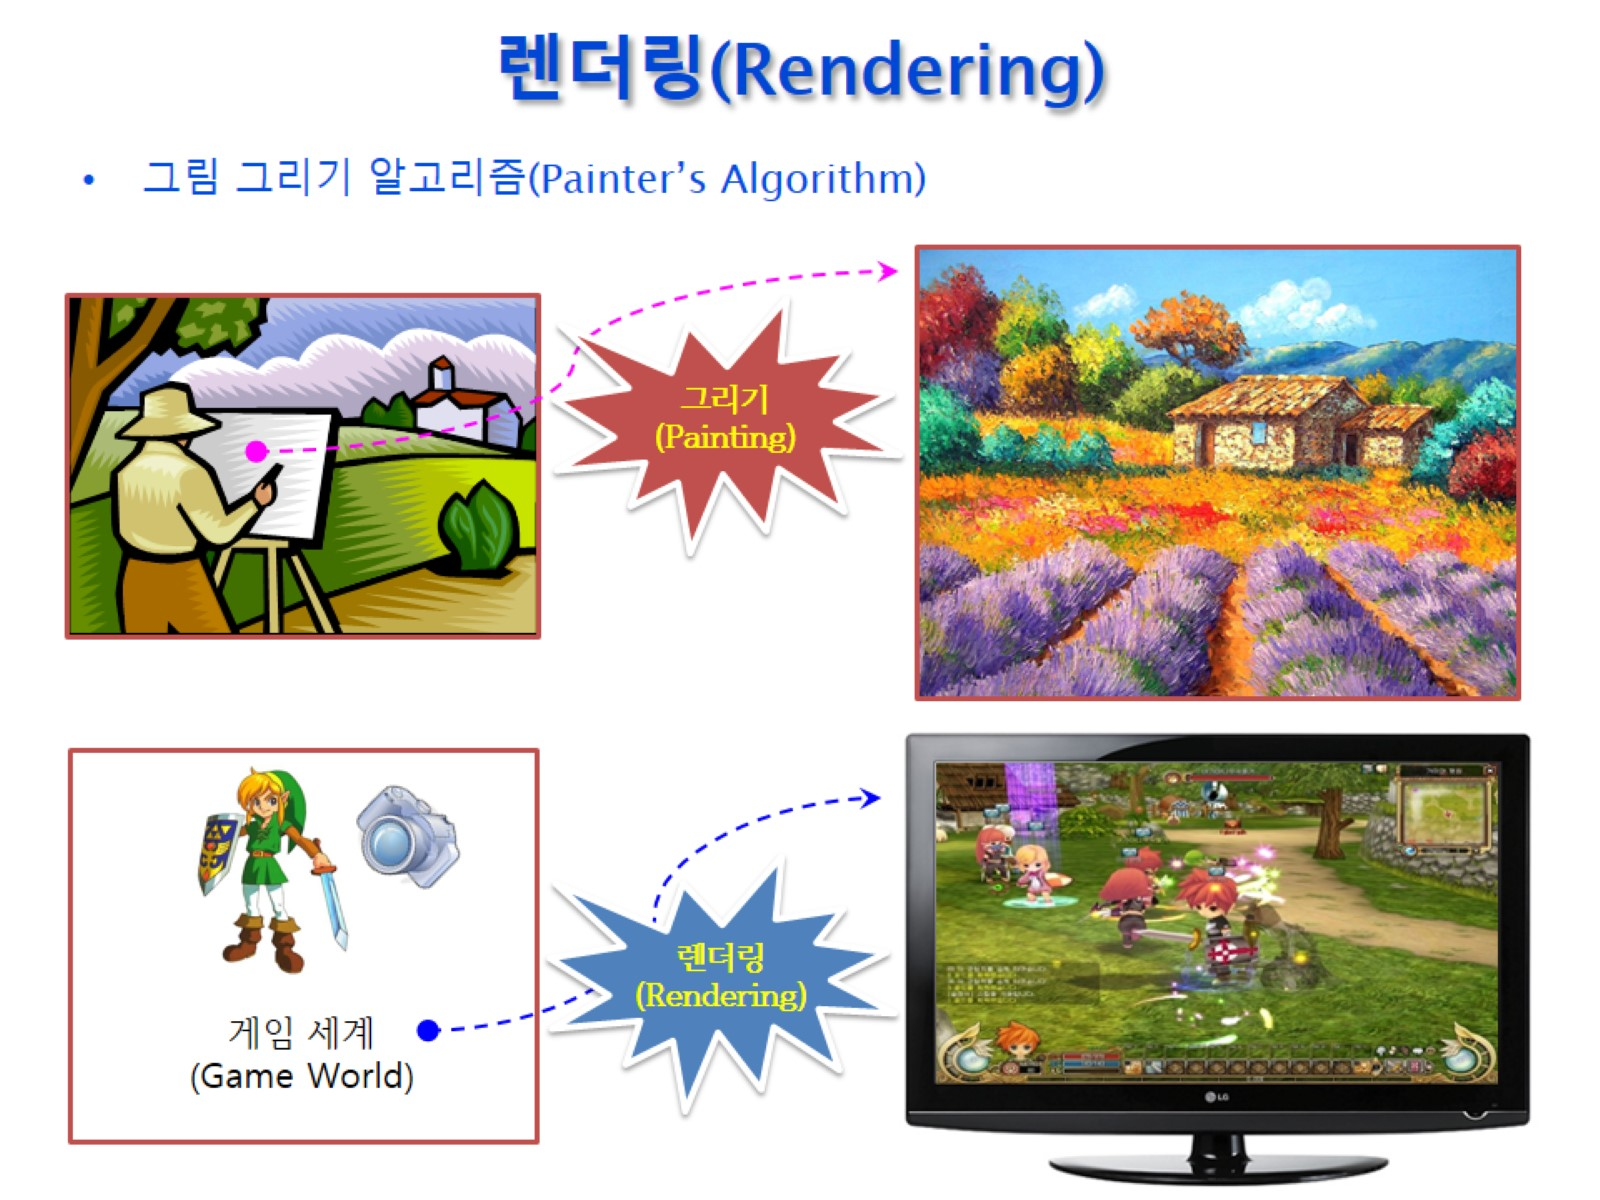 렌더링(Rendering)
• 그림 그리기 알고리즘(Painter's Algorithm)
그리기
(Painting)
렌더링
(Rendering)
게임 세계
(Game World)
LG